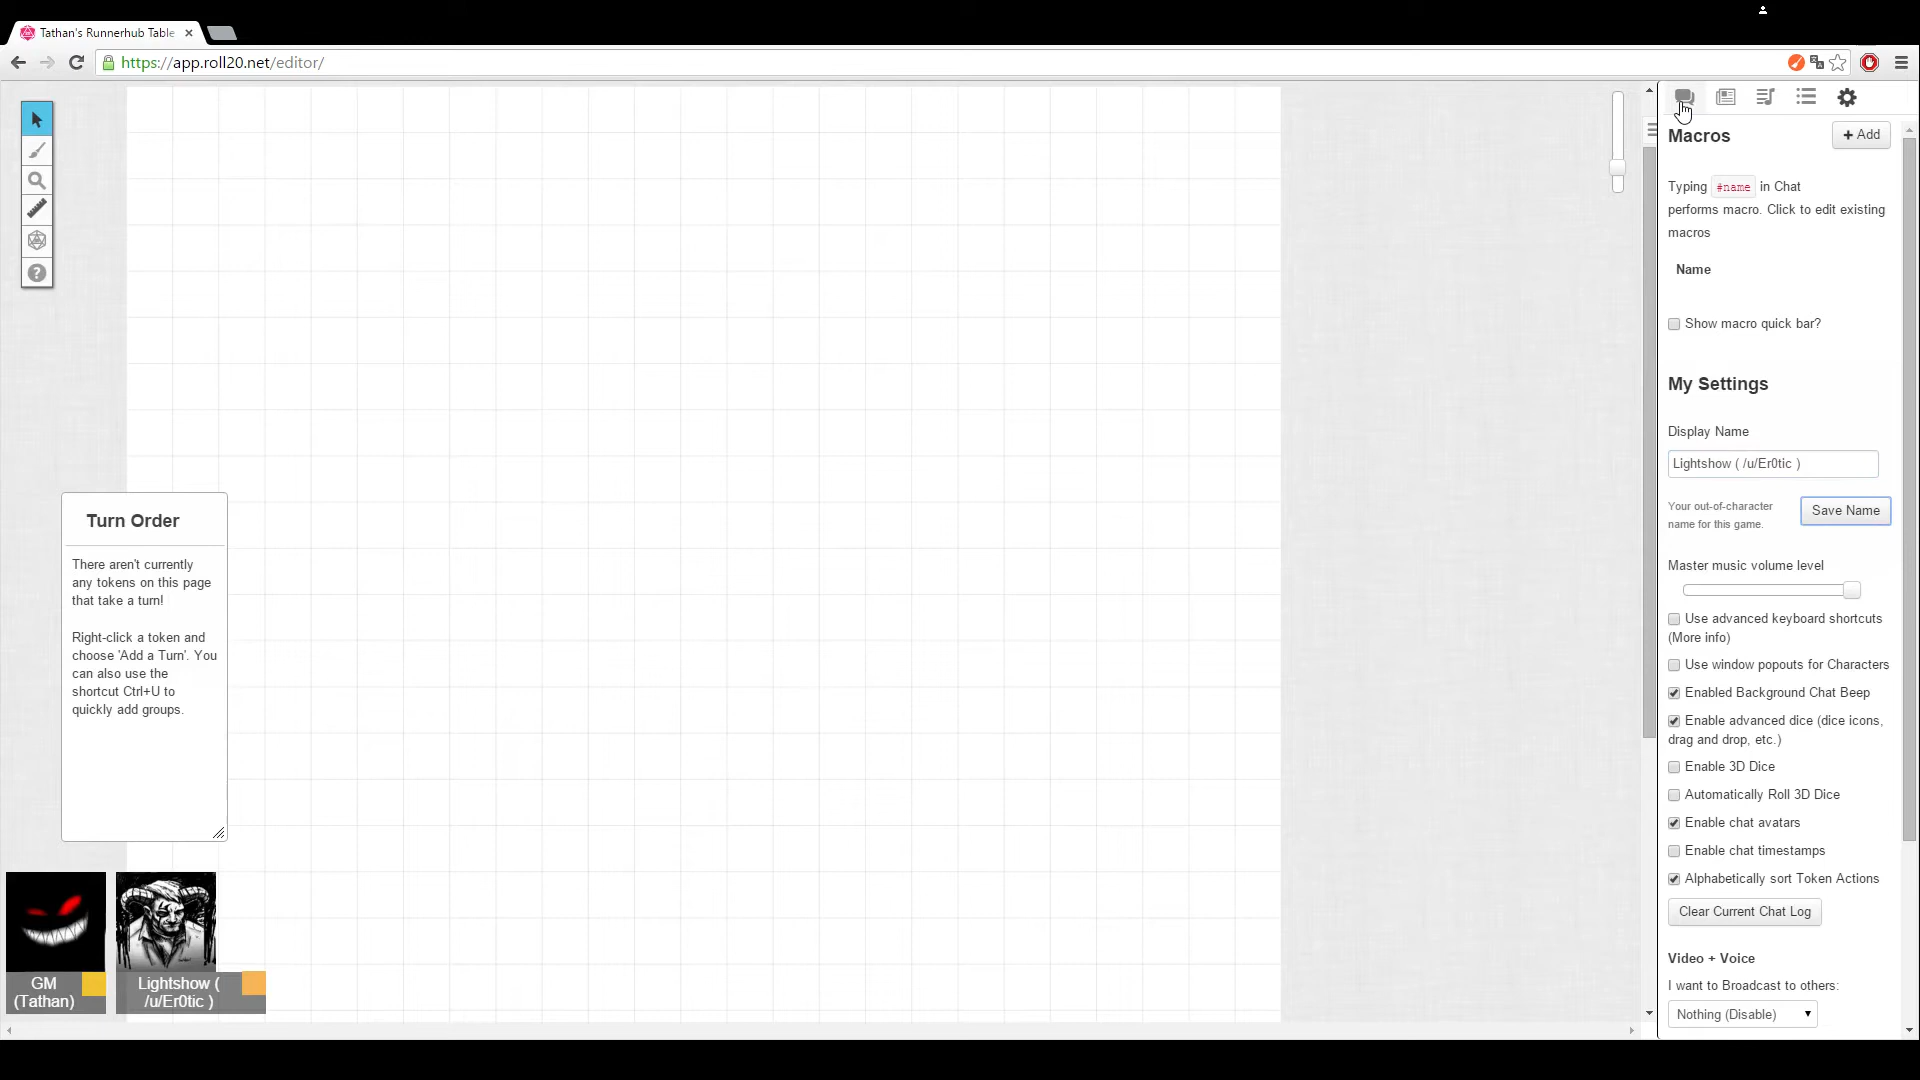 Tathan's Runnerhub Table
https://app.roll20.net/editor/
Macros
+ Add
Typing #name in Chat
performs macro. Click to edit existing
macros
Name
Show macro quick bar?
My Settings
Display Name
Lightshow ( /u/Er0tic )
Your out-of-character
name for this game.
Save Name
Master music volume level
Use advanced keyboard shortcuts
(More info)
Use window popouts for Characters
Enabled Background Chat Beep
Enable advanced dice (dice icons,
drag and drop, etc.)
Enable 3D Dice
Automatically Roll 3D Dice
Enable chat avatars
Enable chat timestamps
Alphabetically sort Token Actions
Clear Current Chat Log
Video + Voice
I want to Broadcast to others:
Nothing (Disable)
Turn Order
There aren't currently
any tokens on this page
that take a turn!
Right-click a token and
choose 'Add a Turn'. You
can also use the
shortcut Ctrl+U to
quickly add groups.
GM
(Tathan)
Lightshow (
/u/Er0tic )